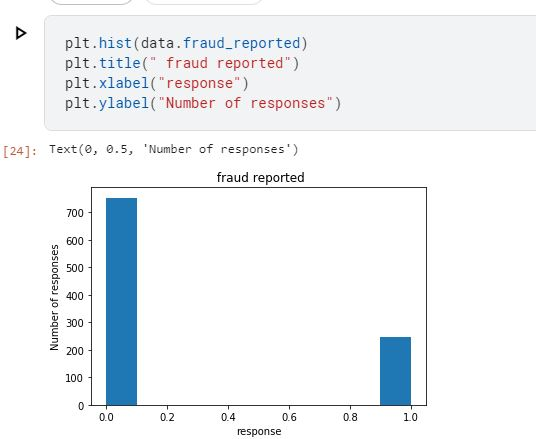 plt.hist(data.fraud_reported)
plt.title(" fraud reported")
plt.xlabel("response")
plt.ylabel("Number of responses")
[24]: Text(0, 0.5, 'Number of responses')
fraud reported
700
600
500
400
300
200
100
0
Number of responses
0.0 0.2 0.4 0.6 0.8 1.0
response